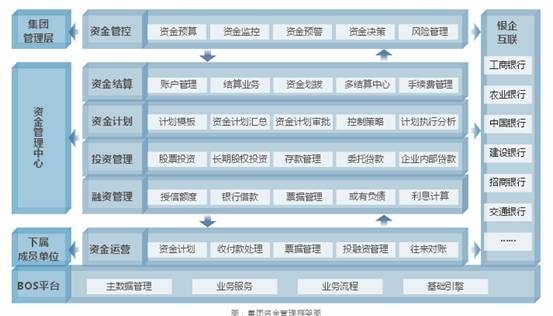 集团
管理层
资金管控
资金预算
资金监控
资金预警
资金决策
风险管理
银企
互联
工商银行
农业银行
中国银行
建设银行
招商银行
交通银行
......
资金管理中心
资金结算
账户管理
结算业务
资金划拨
多结算中心
手续费管理
资金计划
计划模板
资金计划汇总
资金计划审批
控制策略
计划执行分析
投资管理
股票投资
长期股权投资
存款管理
委托贷款
企业内部贷款
融资管理
授信额度
银行借款
票据管理
或有负债
利息计算
下属
成员单位
资金运营
资金计划
收付款处理
票据管理
投融资管理
往来对账
BOS平台
主数据管理
业务服务
业务流程
基础引擎
图：集团资金管理框架图